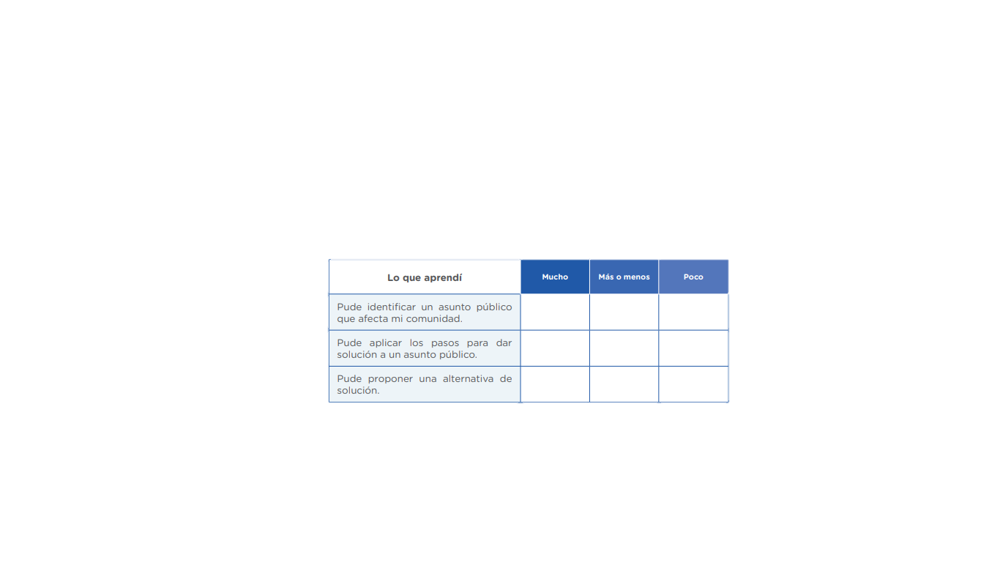 Lo que aprendí Mucho Más o menos Poco
Pude identificar un asunto público
que afecta mi comunidad.
Pude aplicar los pasos para dar
solución a un asunto público.
Pude proponer una alternativa de
solución.